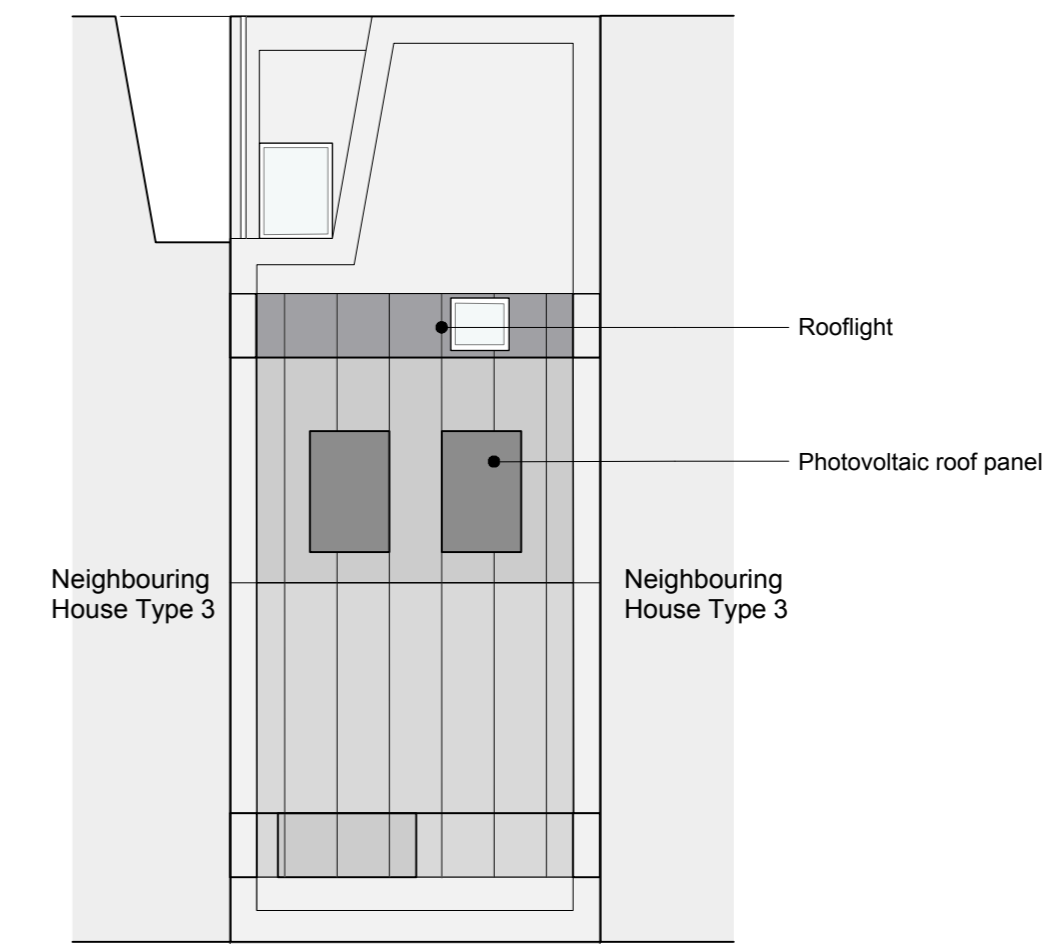 Rooflight
Photovoltaic roof panel
Neighbouring
House Type 3
Neighbouring
House Type 3